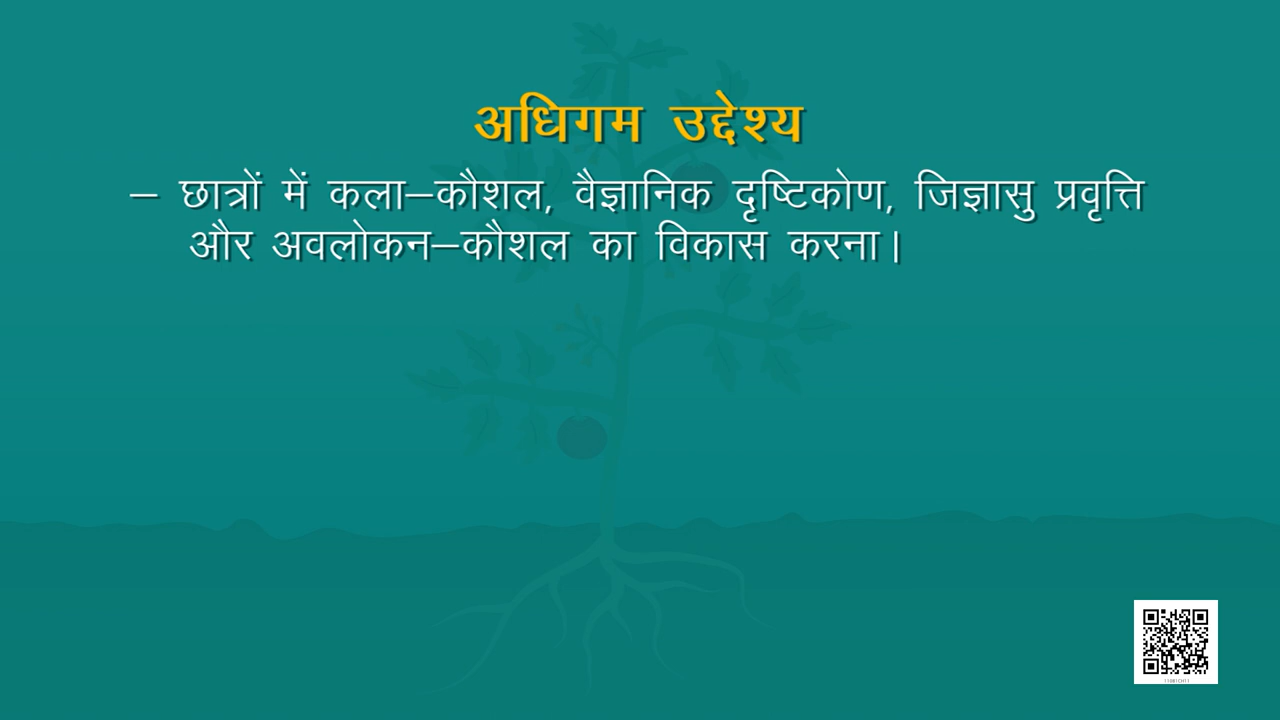 अधिगम उद्देश्य
– छात्रों में कला–कौशल, वैज्ञानिक दृष्टिकोण, जिज्ञासु प्रवृत्ति
और अवलोकन–कौशल का विकास करना।